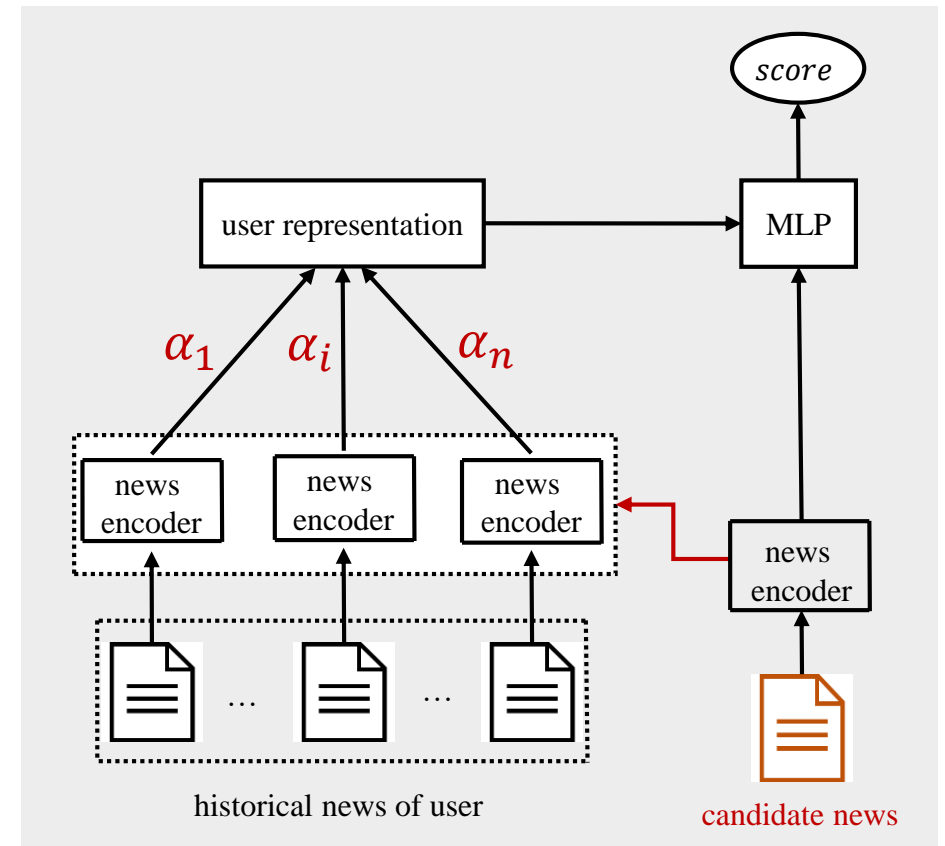 score
user representation
MLP
α₁
αᵢ
αₙ
news
encoder
news
encoder
news
encoder
news
encoder
...
...
historical news of user
candidate news